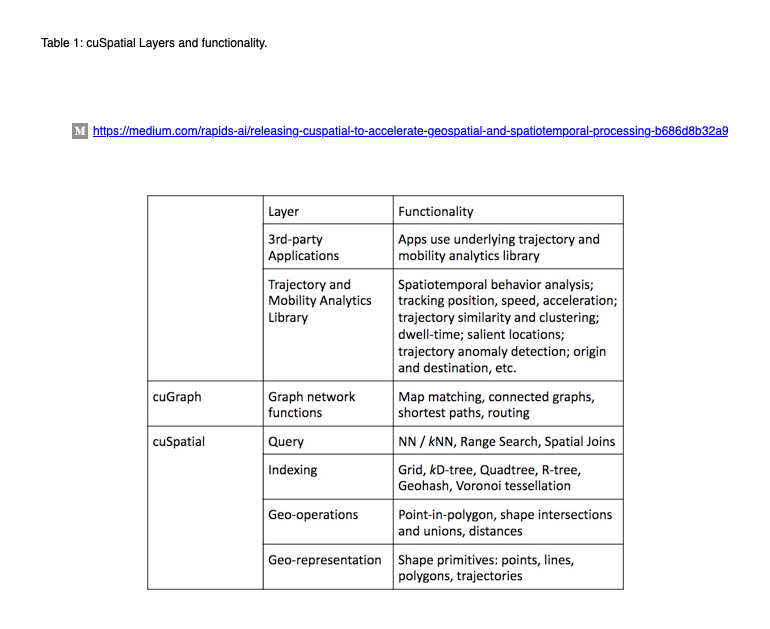 Table 1: cuSpatial Layers and functionality.
M https://medium.com/rapids-ai/releasing-cuspatial-to-accelerate-geospatial-and-spatiotemporal-processing-b686d8b32a9
Layer
Functionality
3rd-party
Applications
Apps use underlying trajectory and
mobility analytics library
Trajectory and
Mobility Analytics
Library
Spatiotemporal behavior analysis;
tracking position, speed, acceleration;
trajectory similarity and clustering;
dwell-time; salient locations;
trajectory anomaly detection; origin
and destination, etc.
cuGraph
Graph network
functions
Map matching, connected graphs,
shortest paths, routing
cuSpatial
Query
NN / kNN, Range Search, Spatial Joins
Indexing
Grid, kD-tree, Quadtree, R-tree,
Geohash, Voronoi tessellation
Geo-operations
Point-in-polygon, shape intersections
and unions, distances
Geo-representation
Shape primitives: points, lines,
polygons, trajectories